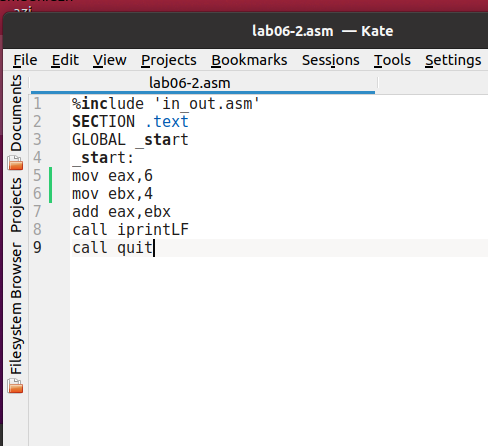 lab06-2.asm — Kate
File Edit View Projects Bookmarks Sessions Tools Settings
lab06-2.asm
Documents
Projects
Filesystem Browser
1 %include 'in_out.asm'
2 SECTION .text
3 GLOBAL _start
4 _start:
5 mov eax,6
6 mov ebx,4
7 add eax,ebx
8 call iprintLF
9 call quit